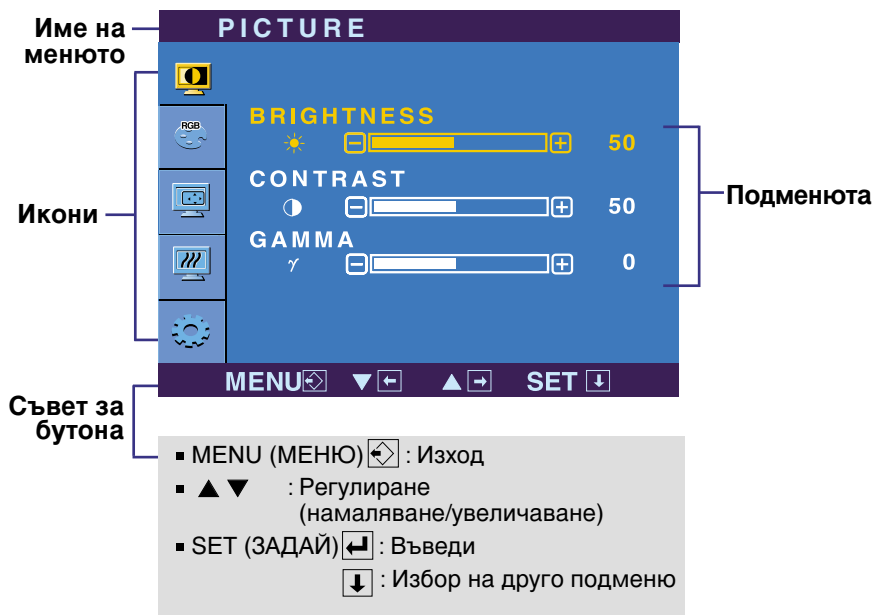 Име на
менюто
PICTURE
RGB
BRIGHTNESS
50
CONTRAST
50
GAMMA
γ
0
Икони
Подменюта
MENU ▼ ← ▲ → SET ↓
Съвет за
бутона
▪ MENU (МЕНЮ) : Изход
▪ ▲ ▼ : Регулиране
(намаляване/увеличаване)
▪ SET (ЗАДАЙ) ↵ : Въведи
↓ : Избор на друго подменю